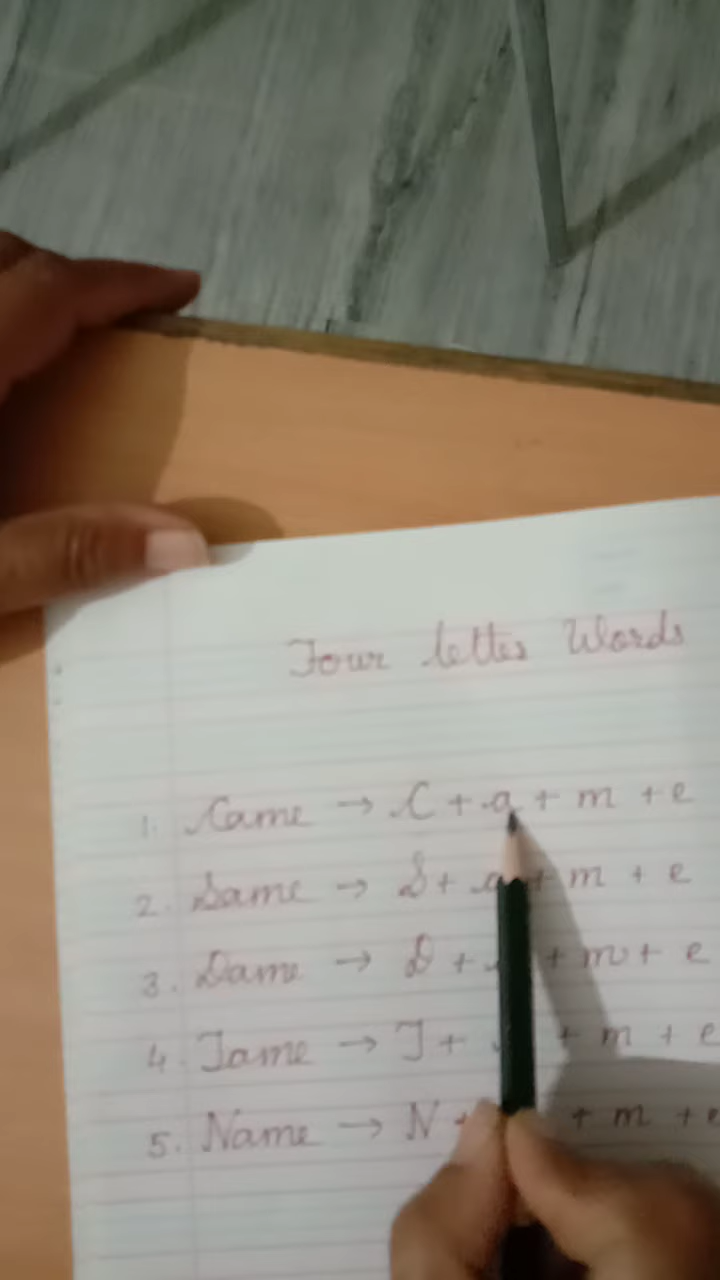 Four letter Words
1. Came → C + a + m + e
2. Same → S + a + m + e
3. Dame → D + + m + e
4. Tame → T + + m + e
5. Name → N + + m + e